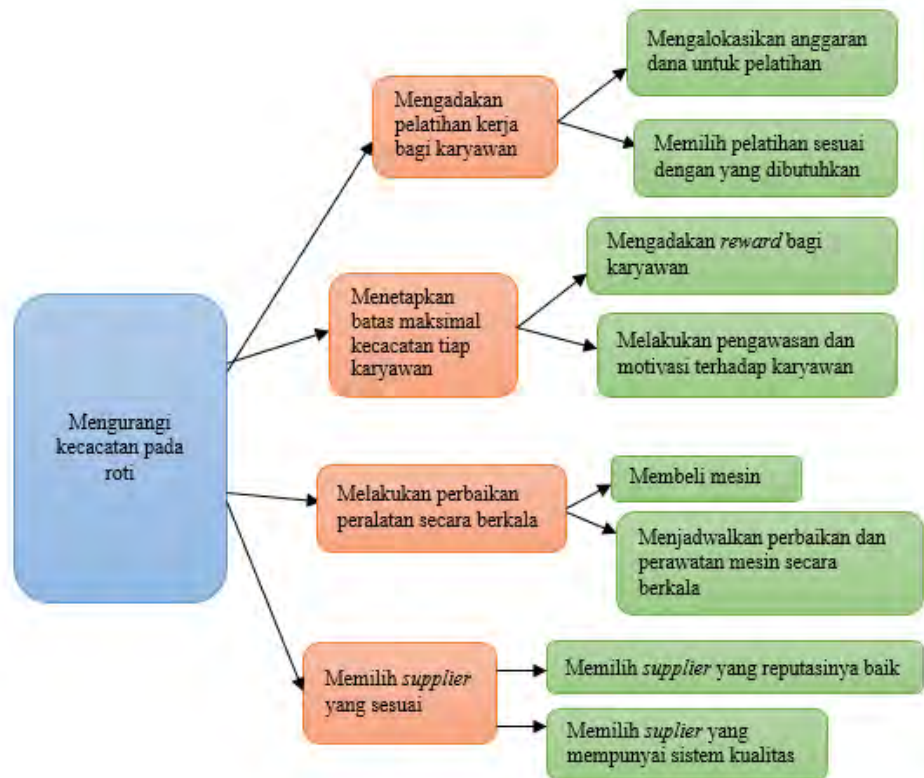 Mengurangi
kecacatan pada
roti
Mengadakan
pelatihan kerja
bagi karyawan
Mengalokasikan anggaran
dana untuk pelatihan
Memilih pelatihan sesuai
dengan yang dibutuhkan
Menetapkan
batas maksimal
kecacatan tiap
karyawan
Mengadakan reward bagi
karyawan
Melakukan pengawasan dan
motivasi terhadap karyawan
Melakukan perbaikan
peralatan secara berkala
Membeli mesin
Menjadwalkan perbaikan dan
perawatan mesin secara
berkala
Memilih supplier
yang sesuai
Memilih supplier yang reputasinya baik
Memilih suplier yang
mempunyai sistem kualitas